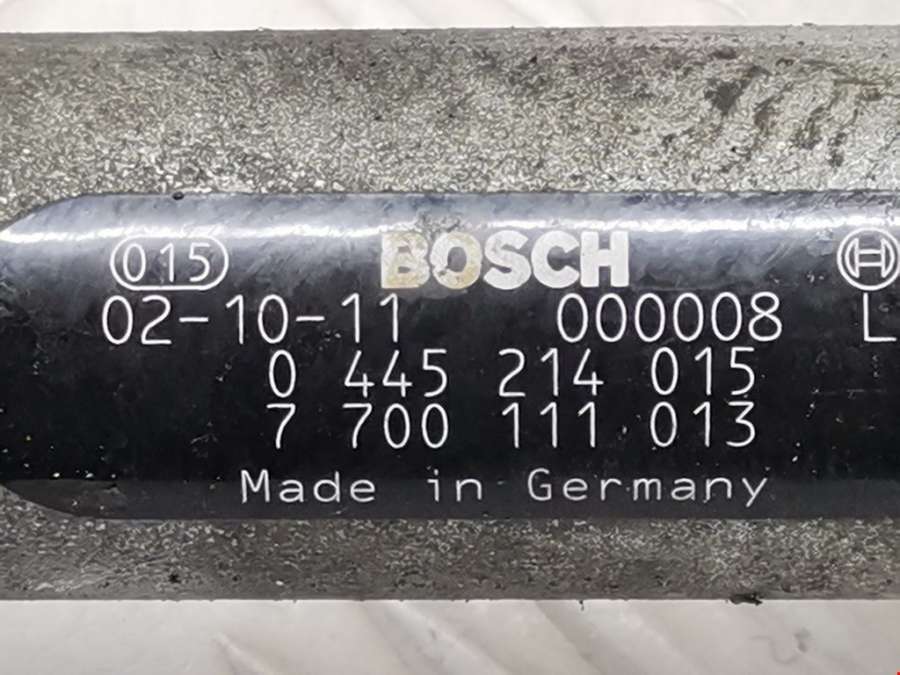 015 BOSCH
02-10-11 000008 L
0 445 214 015
7 700 111 013
Made in Germany